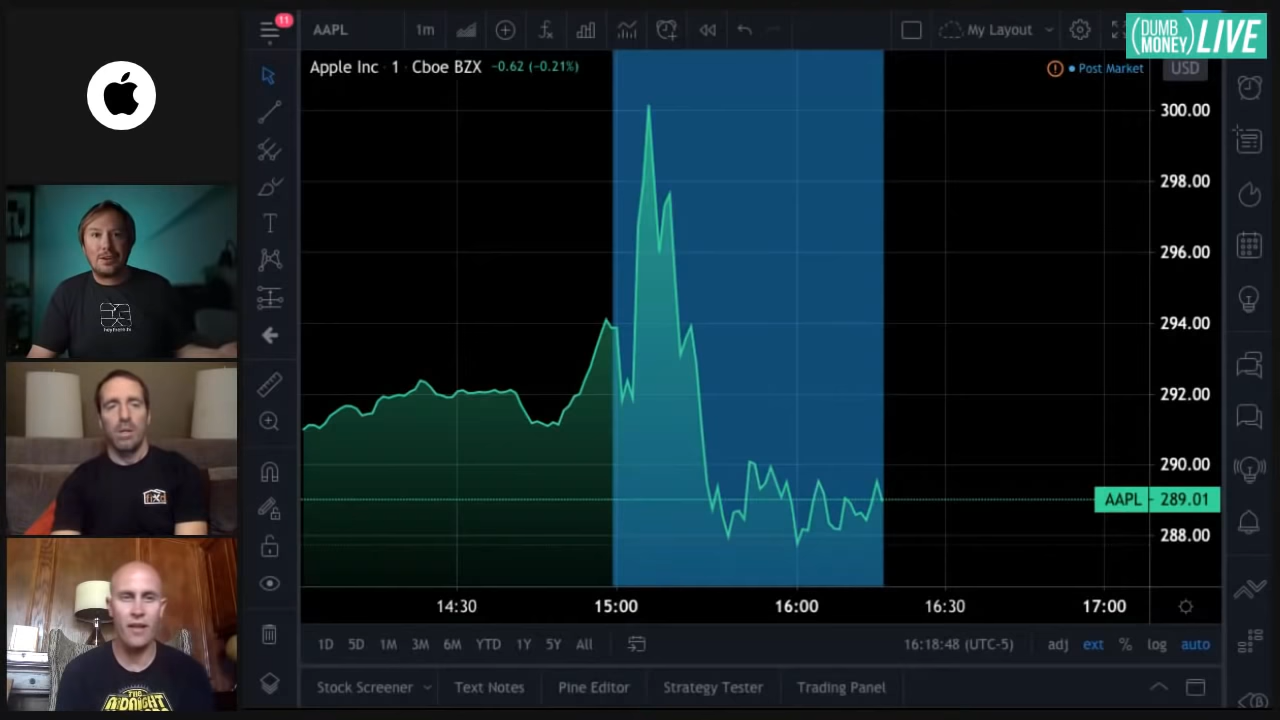 11
AAPL
1m
My Layout
(DUMB MONEY) LIVE
Apple Inc · 1 · Cboe BZX −0.62 (−0.21%)
Post Market
USD
300.00
298.00
296.00
294.00
292.00
290.00
AAPL 289.01
288.00
14:30
15:00
16:00
16:30
17:00
1D 5D 1M 3M 6M YTD 1Y 5Y All
16:18:48 (UTC-5)
adj ext % log auto
Stock Screener
Text Notes
Pine Editor
Strategy Tester
Trading Panel
THE
MIDNIGHT